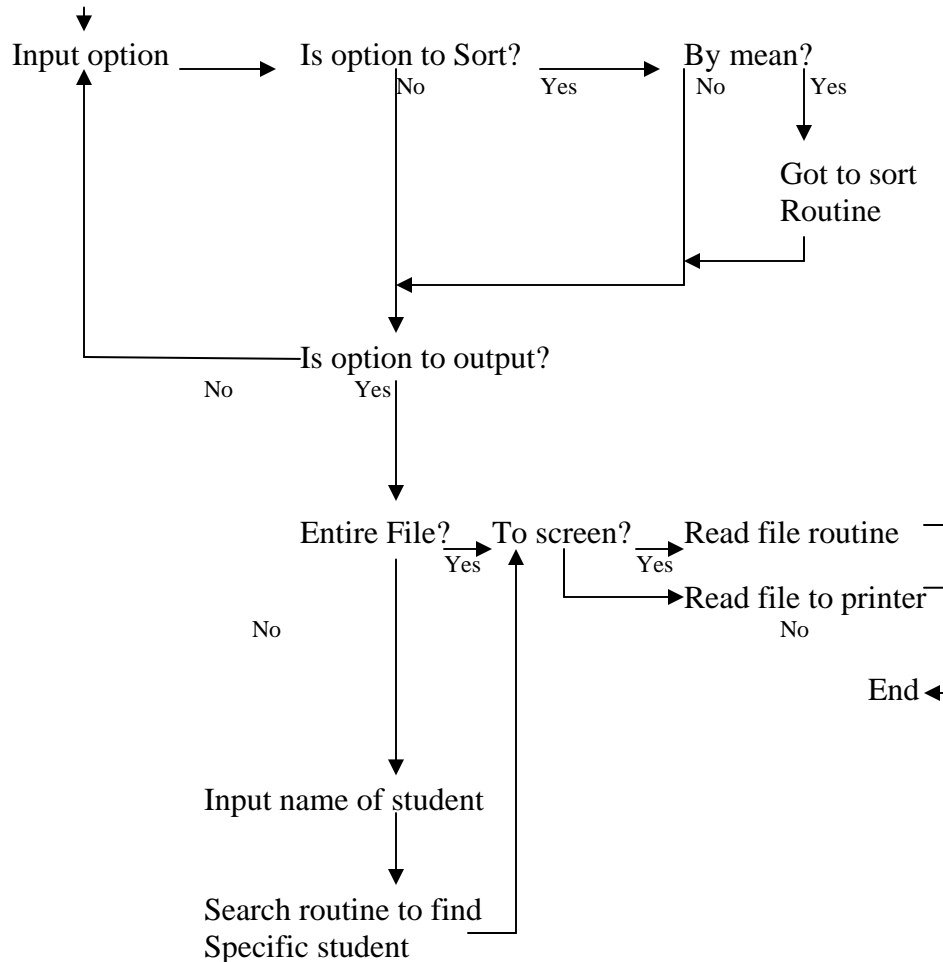 Input option
Is option to Sort?
By mean?
No
Yes
No
Yes
Got to sort
Routine
Is option to output?
No
Yes
Entire File?
To screen?
Read file routine
Yes
Yes
Read file to printer
No
No
End
Input name of student
Search routine to find
Specific student